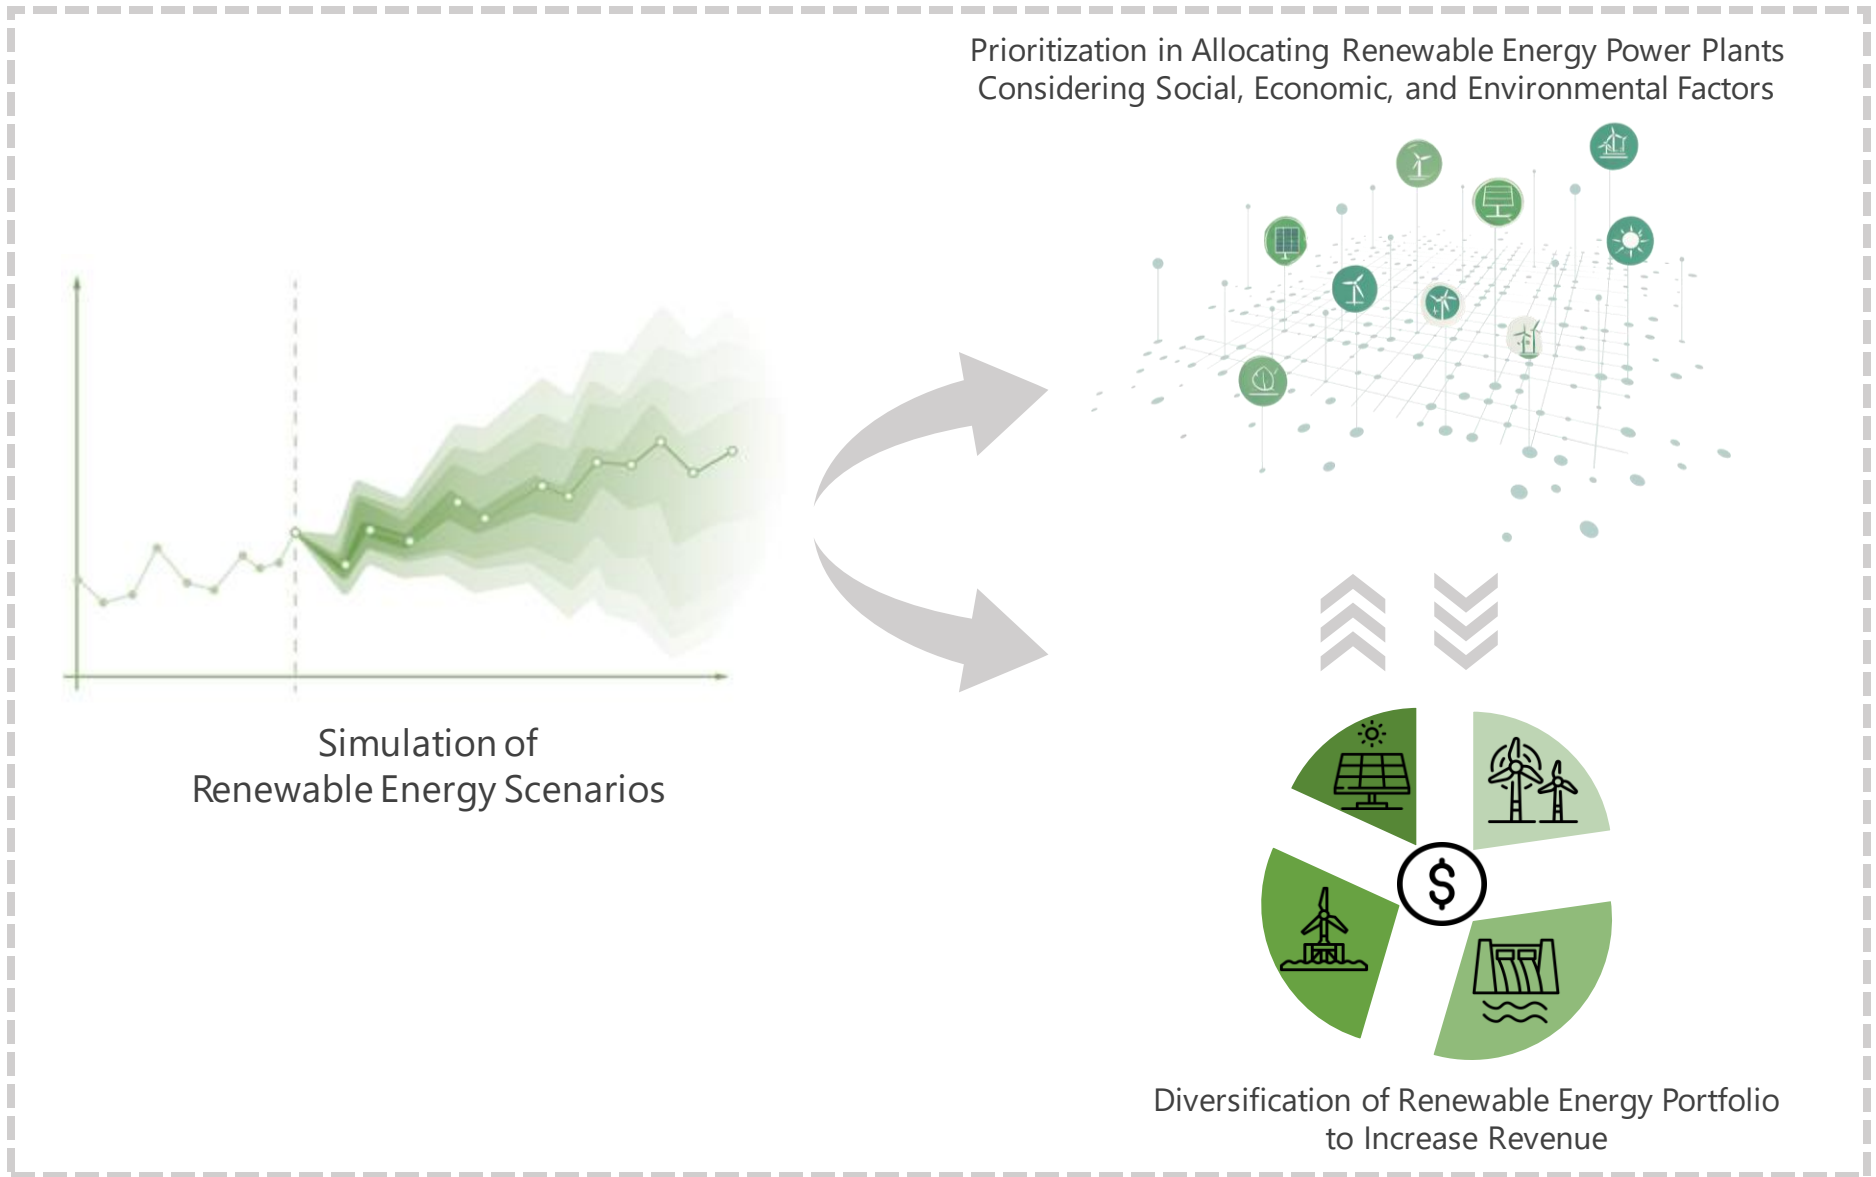 Prioritization in Allocating Renewable Energy Power Plants
Considering Social, Economic, and Environmental Factors
Simulation of
Renewable Energy Scenarios
$
Diversification of Renewable Energy Portfolio
to Increase Revenue